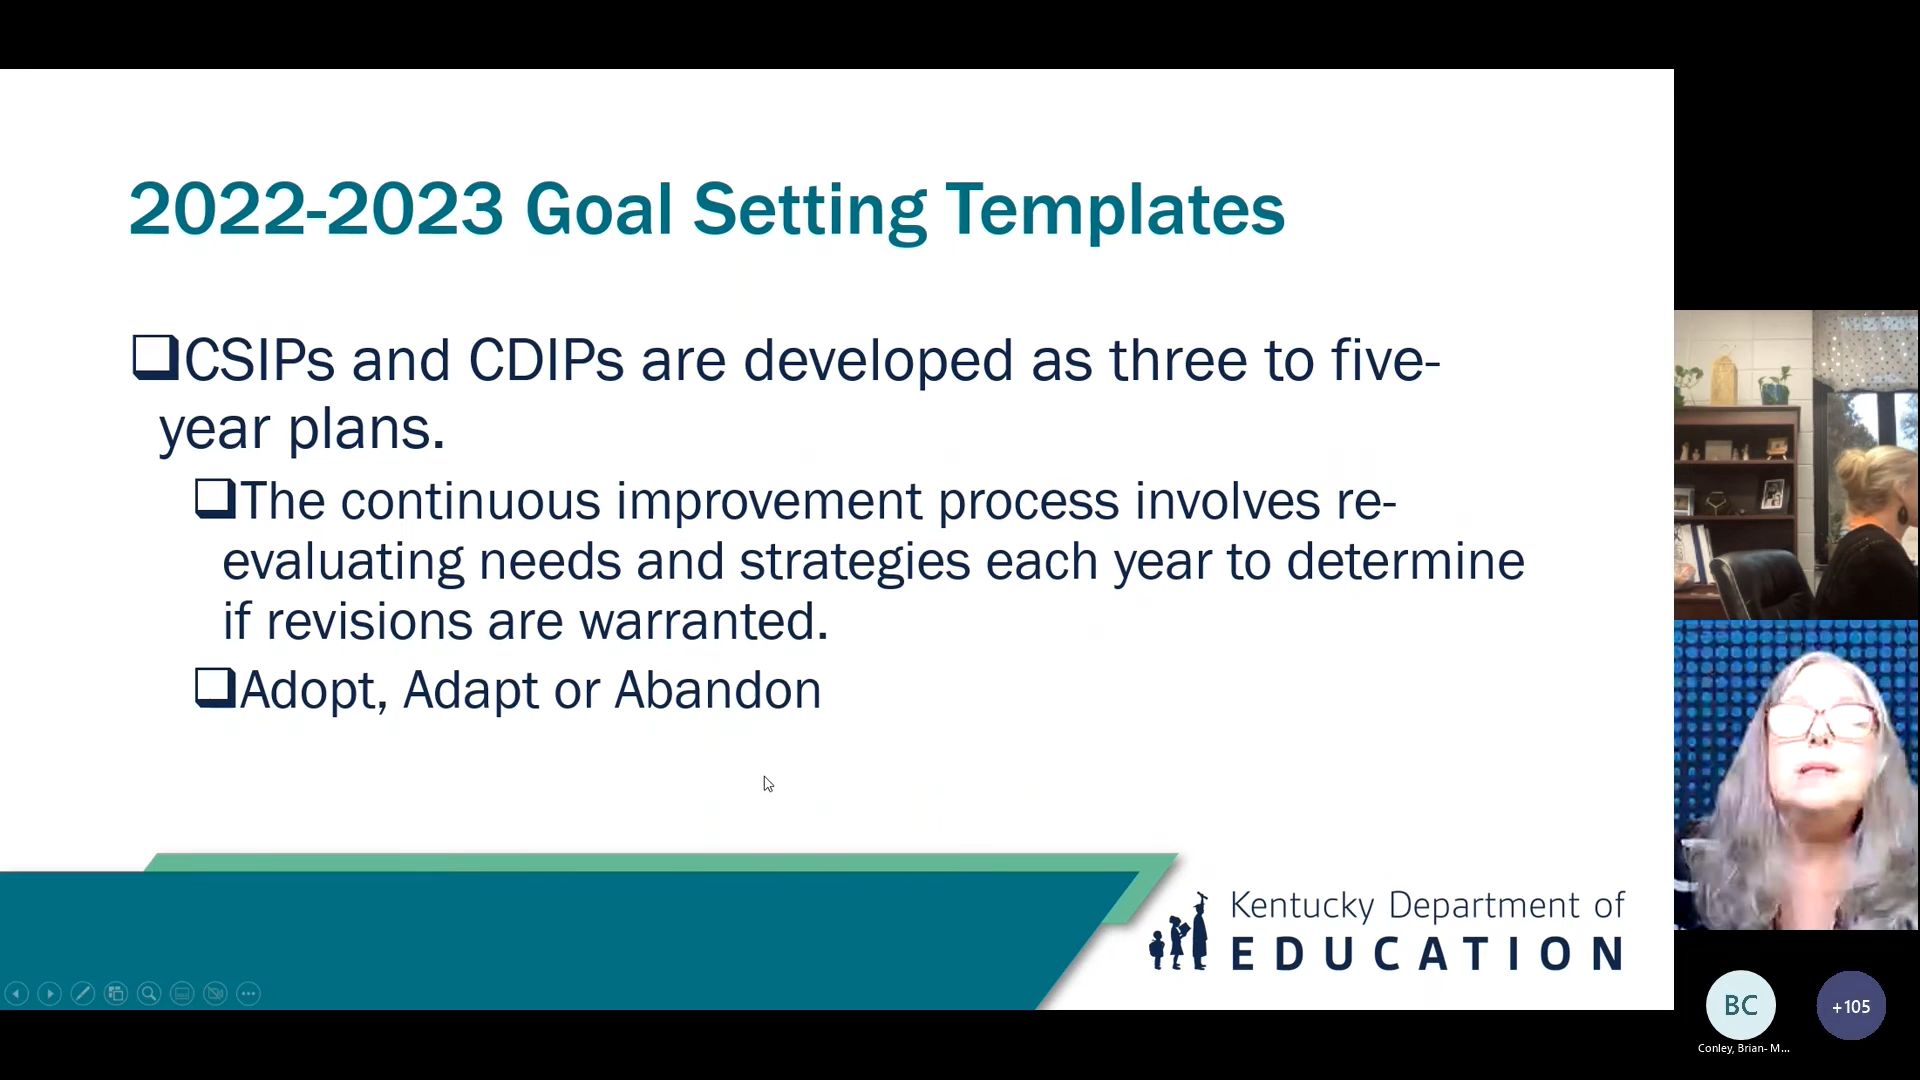 2022-2023 Goal Setting Templates
CSIPs and CDIPs are developed as three to five-
year plans.
The continuous improvement process involves re-
evaluating needs and strategies each year to determine
if revisions are warranted.
Adopt, Adapt or Abandon
Kentucky Department of
EDUCATION
BC
+105
Conley, Brian- M...